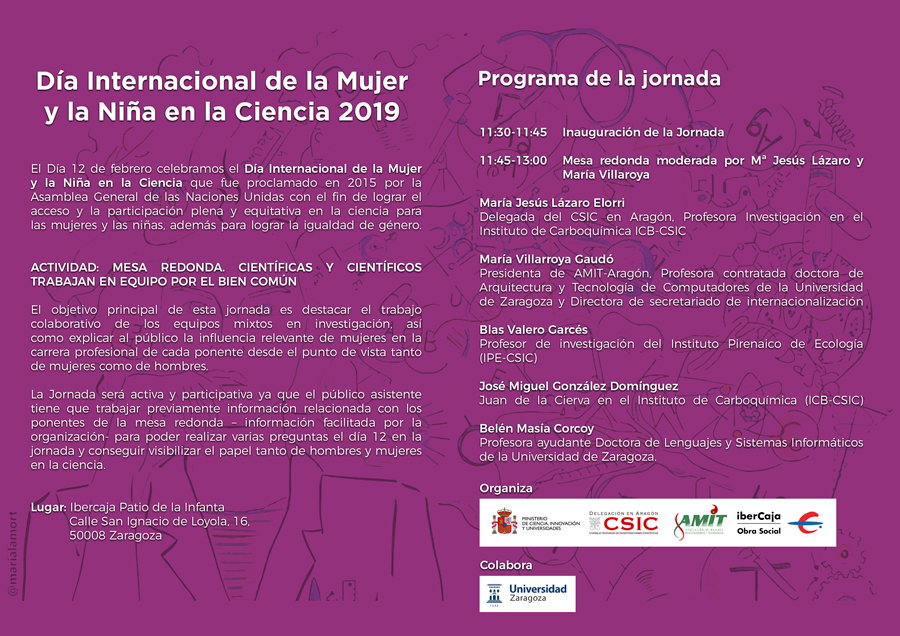 Día Internacional de la Mujer
y la Niña en la Ciencia 2019
El Día 12 de febrero celebramos el Día Internacional de la Mujer
y la Niña en la Ciencia que fue proclamado en 2015 por la
Asamblea General de las Naciones Unidas con el fin de lograr el
acceso y la participación plena y equitativa en la ciencia para
las mujeres y las niñas, además para lograr la igualdad de género.
ACTIVIDAD: MESA REDONDA. CIENTÍFICAS Y CIENTÍFICOS
TRABAJAN EN EQUIPO POR EL BIEN COMÚN
El objetivo principal de esta jornada es destacar el trabajo
colaborativo de los equipos mixtos en investigación, así
como explicar al público la influencia relevante de mujeres en la
carrera profesional de cada ponente desde el punto de vista tanto
de mujeres como de hombres.
La Jornada será activa y participativa ya que el público asistente
tiene que trabajar previamente información relacionada con los
ponentes de la mesa redonda – información facilitada por la
organización- para poder realizar varias preguntas el día 12 en la
jornada y conseguir visibilizar el papel tanto de hombres y mujeres
en la ciencia.
Lugar: Ibercaja Patio de la Infanta
Calle San Ignacio de Loyola, 16,
50008 Zaragoza
@marialamort
Programa de la jornada
11:30-11:45 Inauguración de la Jornada
11:45-13:00 Mesa redonda moderada por Mª Jesús Lázaro y
María Villaroya
María Jesús Lázaro Elorri
Delegada del CSIC en Aragón, Profesora Investigación en el
Instituto de Carboquímica ICB-CSIC
María Villarroya Gaudó
Presidenta de AMIT-Aragón, Profesora contratada doctora de
Arquitectura y Tecnología de Computadores de la Universidad
de Zaragoza y Directora de secretariado de internacionalización
Blas Valero Garcés
Profesor de investigación del Instituto Pirenaico de Ecología
(IPE-CSIC)
José Miguel González Domínguez
Juan de la Cierva en el Instituto de Carboquímica (ICB-CSIC)
Belén Masía Corcoy
Profesora ayudante Doctora de Lenguajes y Sistemas Informáticos
de la Universidad de Zaragoza.
Organiza
MINISTERIO
DE CIENCIA, INNOVACIÓN
Y UNIVERSIDADES
DELEGACIÓN EN ARAGÓN
CSIC
AMIT
iberCaja
Obra Social
Colabora
Universidad
Zaragoza